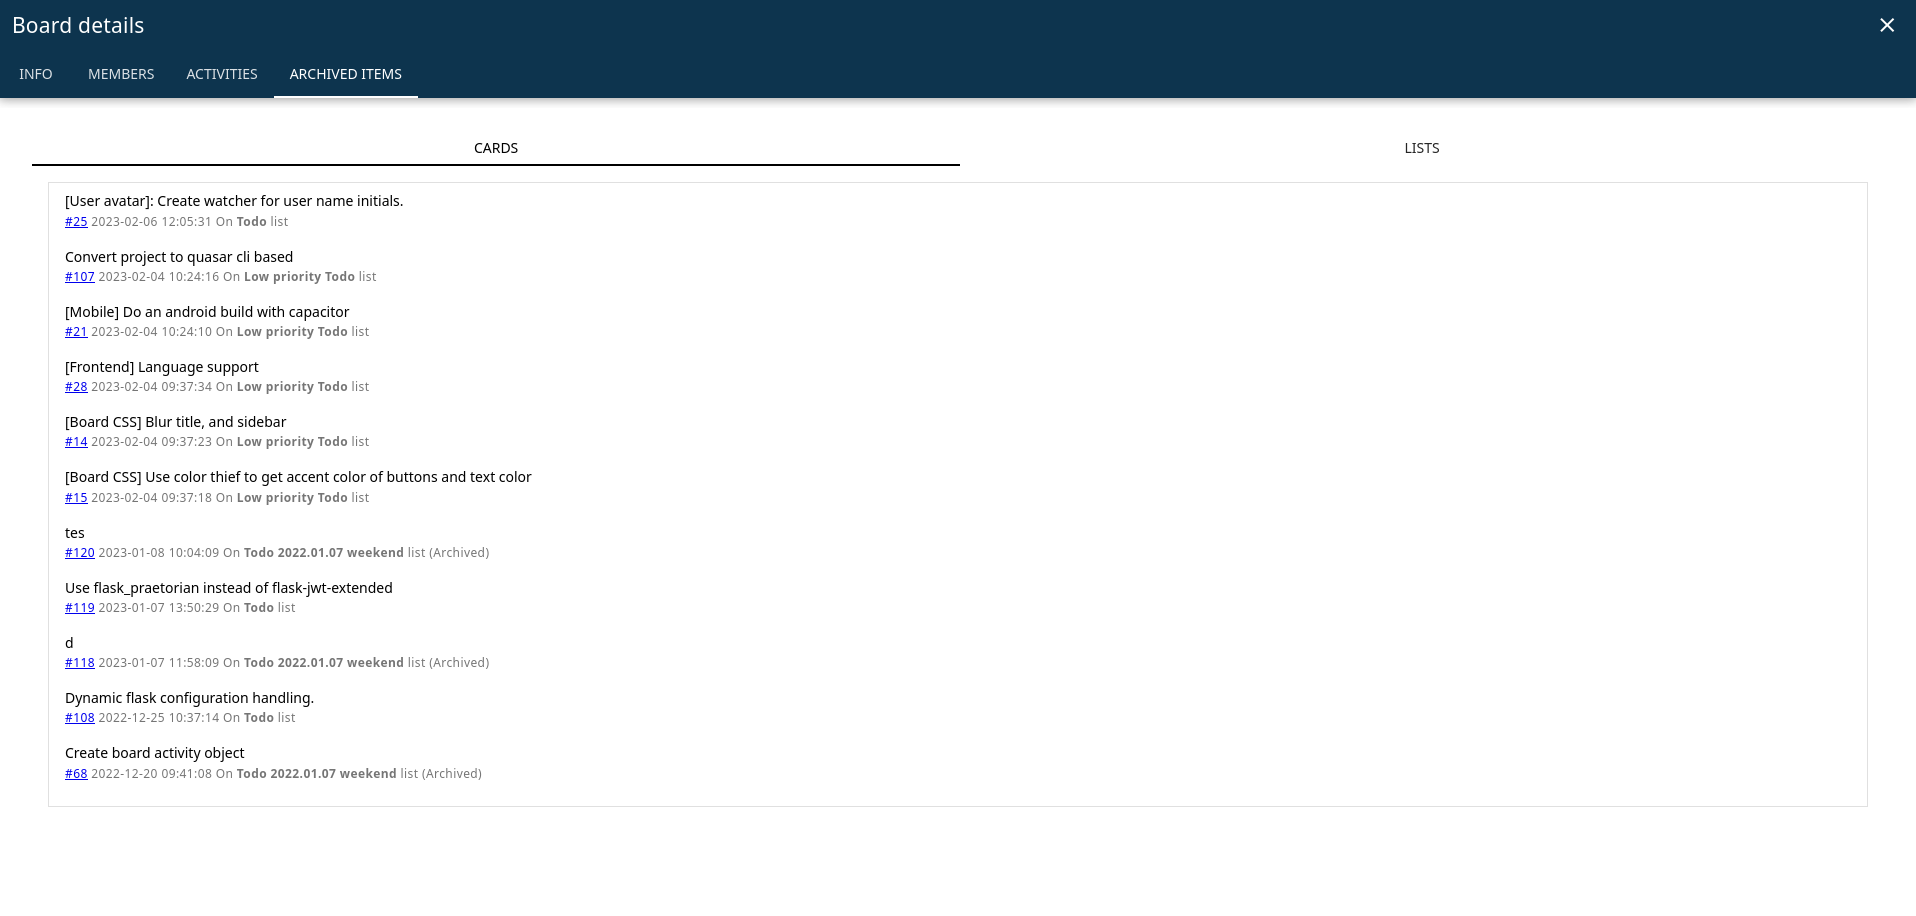 Board details
INFO MEMBERS ACTIVITIES ARCHIVED ITEMS
CARDS LISTS
[User avatar]: Create watcher for user name initials.
#25 2023-02-06 12:05:31 On Todo list
Convert project to quasar cli based
#107 2023-02-04 10:24:16 On Low priority Todo list
[Mobile] Do an android build with capacitor
#21 2023-02-04 10:24:10 On Low priority Todo list
[Frontend] Language support
#28 2023-02-04 09:37:34 On Low priority Todo list
[Board CSS] Blur title, and sidebar
#14 2023-02-04 09:37:23 On Low priority Todo list
[Board CSS] Use color thief to get accent color of buttons and text color
#15 2023-02-04 09:37:18 On Low priority Todo list
tes
#120 2023-01-08 10:04:09 On Todo 2022.01.07 weekend list (Archived)
Use flask_praetorian instead of flask-jwt-extended
#119 2023-01-07 13:50:29 On Todo list
d
#118 2023-01-07 11:58:09 On Todo 2022.01.07 weekend list (Archived)
Dynamic flask configuration handling.
#108 2022-12-25 10:37:14 On Todo list
Create board activity object
#68 2022-12-20 09:41:08 On Todo 2022.01.07 weekend list (Archived)